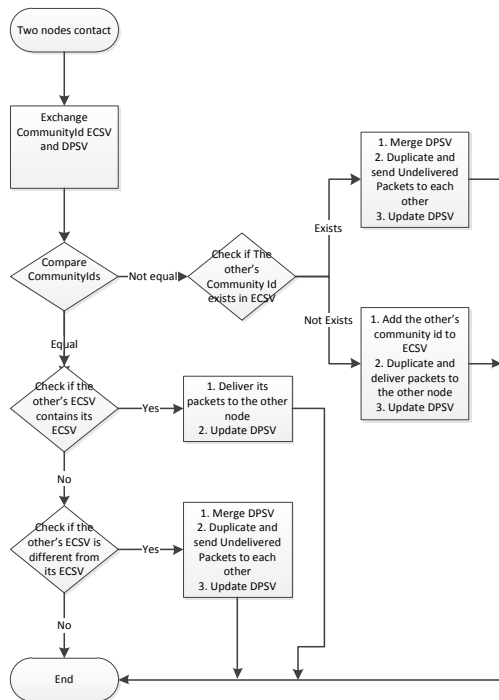 Two nodes contact
Exchange
CommunityId ECSV
and DPSV
Compare
CommunityIds
Not equal
Check if The
other's
Community Id
exists in ECSV
Exists
1. Merge DPSV
2. Duplicate and
send Undelivered
Packets to each
other
3. Update DPSV
Not Exists
1. Add the other's
community id to
ECSV
2. Duplicate and
deliver packets to
the other node
3. Update DPSV
Equal
Check if the
other's ECSV
contains its
ECSV
Yes
1. Deliver its
packets to the other
node
2. Update DPSV
No
Check if the
other's ECSV is
different from
its ECSV
Yes
1. Merge DPSV
2. Duplicate and
send Undelivered
Packets to each
other
3. Update DPSV
No
End